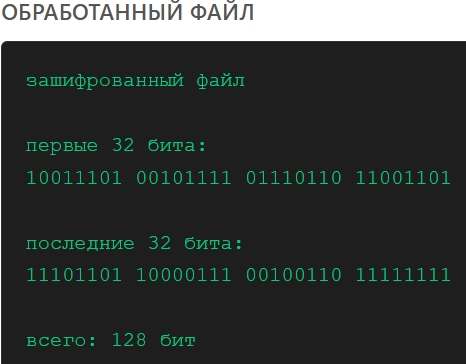 ОБРАБОТАННЫЙ ФАЙЛ
зашифрованный файл
первые 32 бита:
10011101 00101111 01110110 11001101
последние 32 бита:
11101101 10000111 00100110 11111111
всего: 128 бит